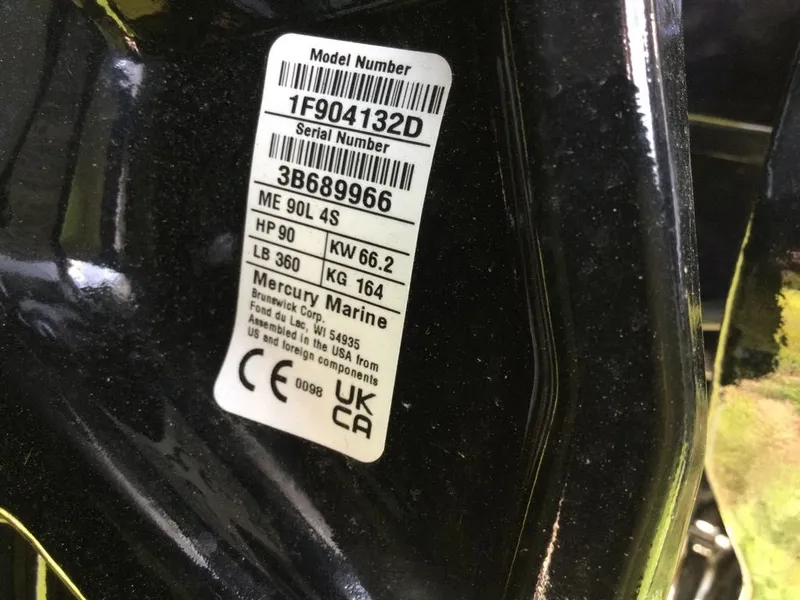 Model Number
1F904132D
Serial Number
3B689966
ME 90L 4S
HP 90 KW 66.2
LB 360 KG 164
Mercury Marine
Brunswick Corp.
Fond du Lac, WI 54935
Assembled in the USA from
US and foreign components
CE 0098 UK
CA